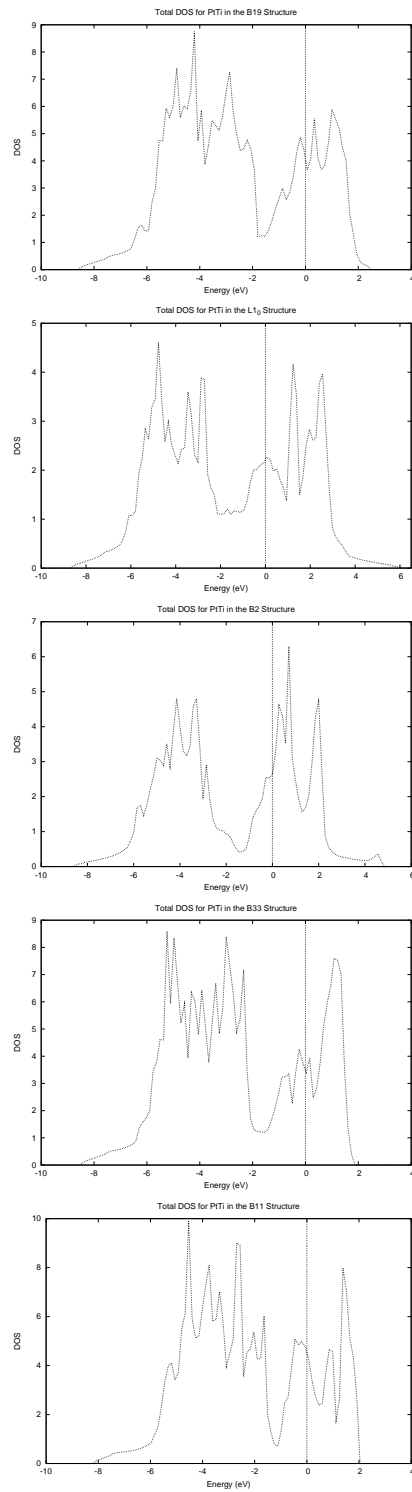 Total DOS for PtTi in the B19 Structure
9
8
7
6
5
4
3
2
1
0
DOS
-10 -8 -6 -4 -2 0 2 4
Energy (eV)
Total DOS for PtTi in the L1₀ Structure
5
4
3
2
1
0
DOS
-10 -8 -6 -4 -2 0 2 4 6
Energy (eV)
Total DOS for PtTi in the B2 Structure
7
6
5
4
3
2
1
0
DOS
-10 -8 -6 -4 -2 0 2 4 6
Energy (eV)
Total DOS for PtTi in the B33 Structure
9
8
7
6
5
4
3
2
1
0
DOS
-10 -8 -6 -4 -2 0 2 4
Energy (eV)
Total DOS for PtTi in the B11 Structure
10
8
6
4
2
0
DOS
-10 -8 -6 -4 -2 0 2 4
Energy (eV)